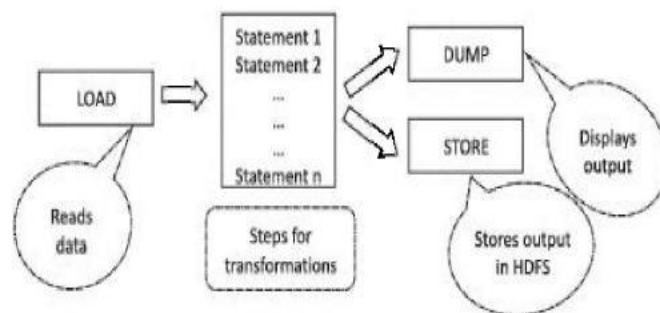 LOAD
Reads
data
Statement 1
Statement 2
...
...
...
Statement n
Steps for
transformations
DUMP
Displays
output
STORE
Stores output
in HDFS